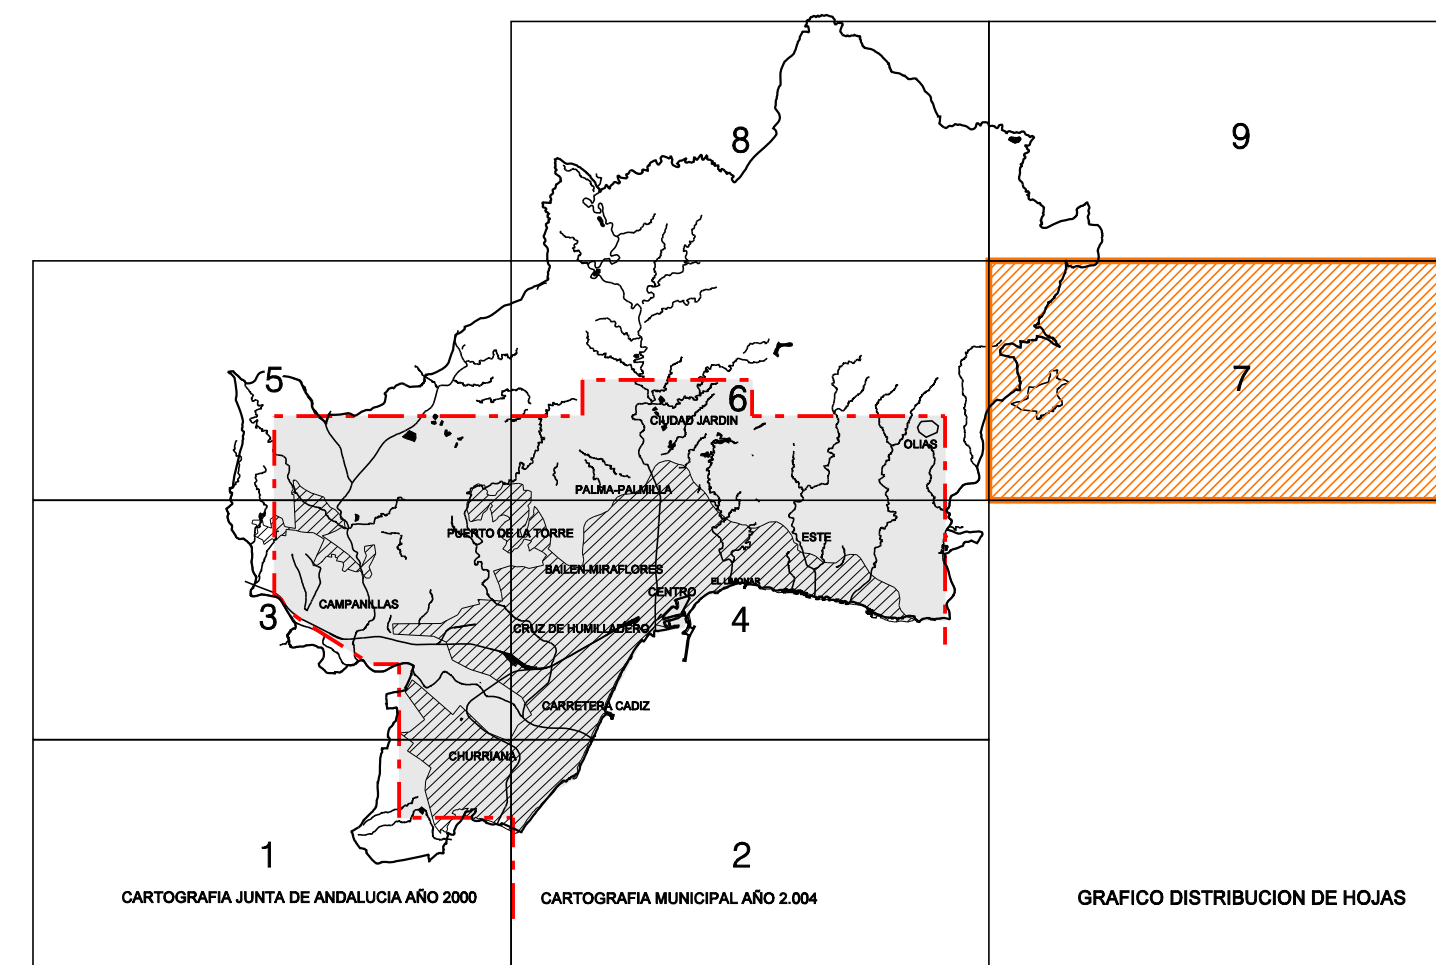 8
9
5
6
7
CIUDAD JARDIN
OLIAS
PALMA-PALMILLA
PUERTO DE LA TORRE
ESTE
BAILEN-MIRAFLORES
EL LIMONAR
CENTRO
CAMPANILLAS
3
4
CRUZ DE HUMILLADERO
CARRETERA CADIZ
CHURRIANA
1
2
CARTOGRAFIA JUNTA DE ANDALUCIA AÑO 2000
CARTOGRAFIA MUNICIPAL AÑO 2.004
GRAFICO DISTRIBUCION DE HOJAS